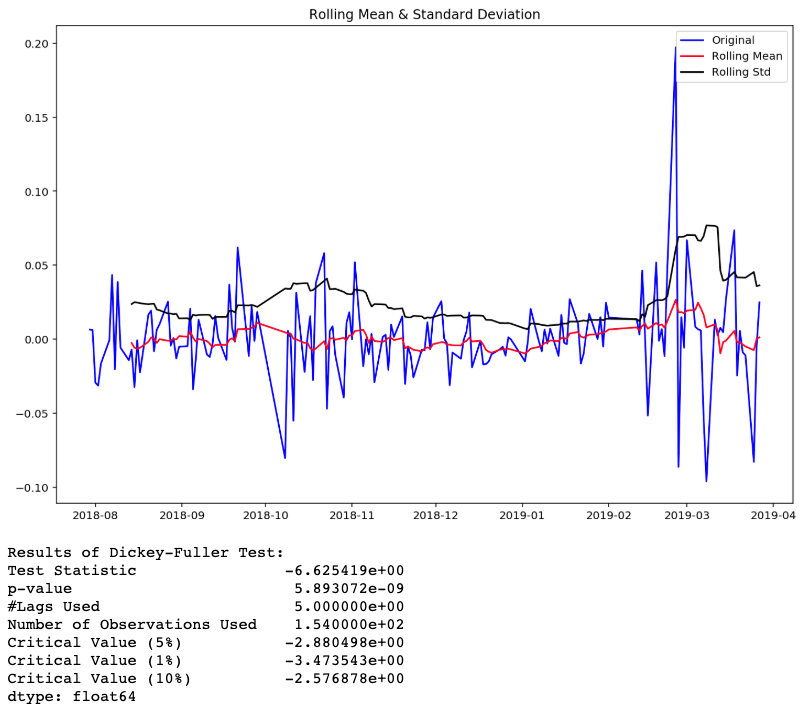 Rolling Mean & Standard Deviation
Original
Rolling Mean
Rolling Std
0.20
0.15
0.10
0.05
0.00
−0.05
−0.10
2018-08 2018-09 2018-10 2018-11 2018-12 2019-01 2019-02 2019-03 2019-04
Results of Dickey-Fuller Test:
Test Statistic -6.625419e+00
p-value 5.893072e-09
#Lags Used 5.000000e+00
Number of Observations Used 1.540000e+02
Critical Value (5%) -2.880498e+00
Critical Value (1%) -3.473543e+00
Critical Value (10%) -2.576878e+00
dtype: float64